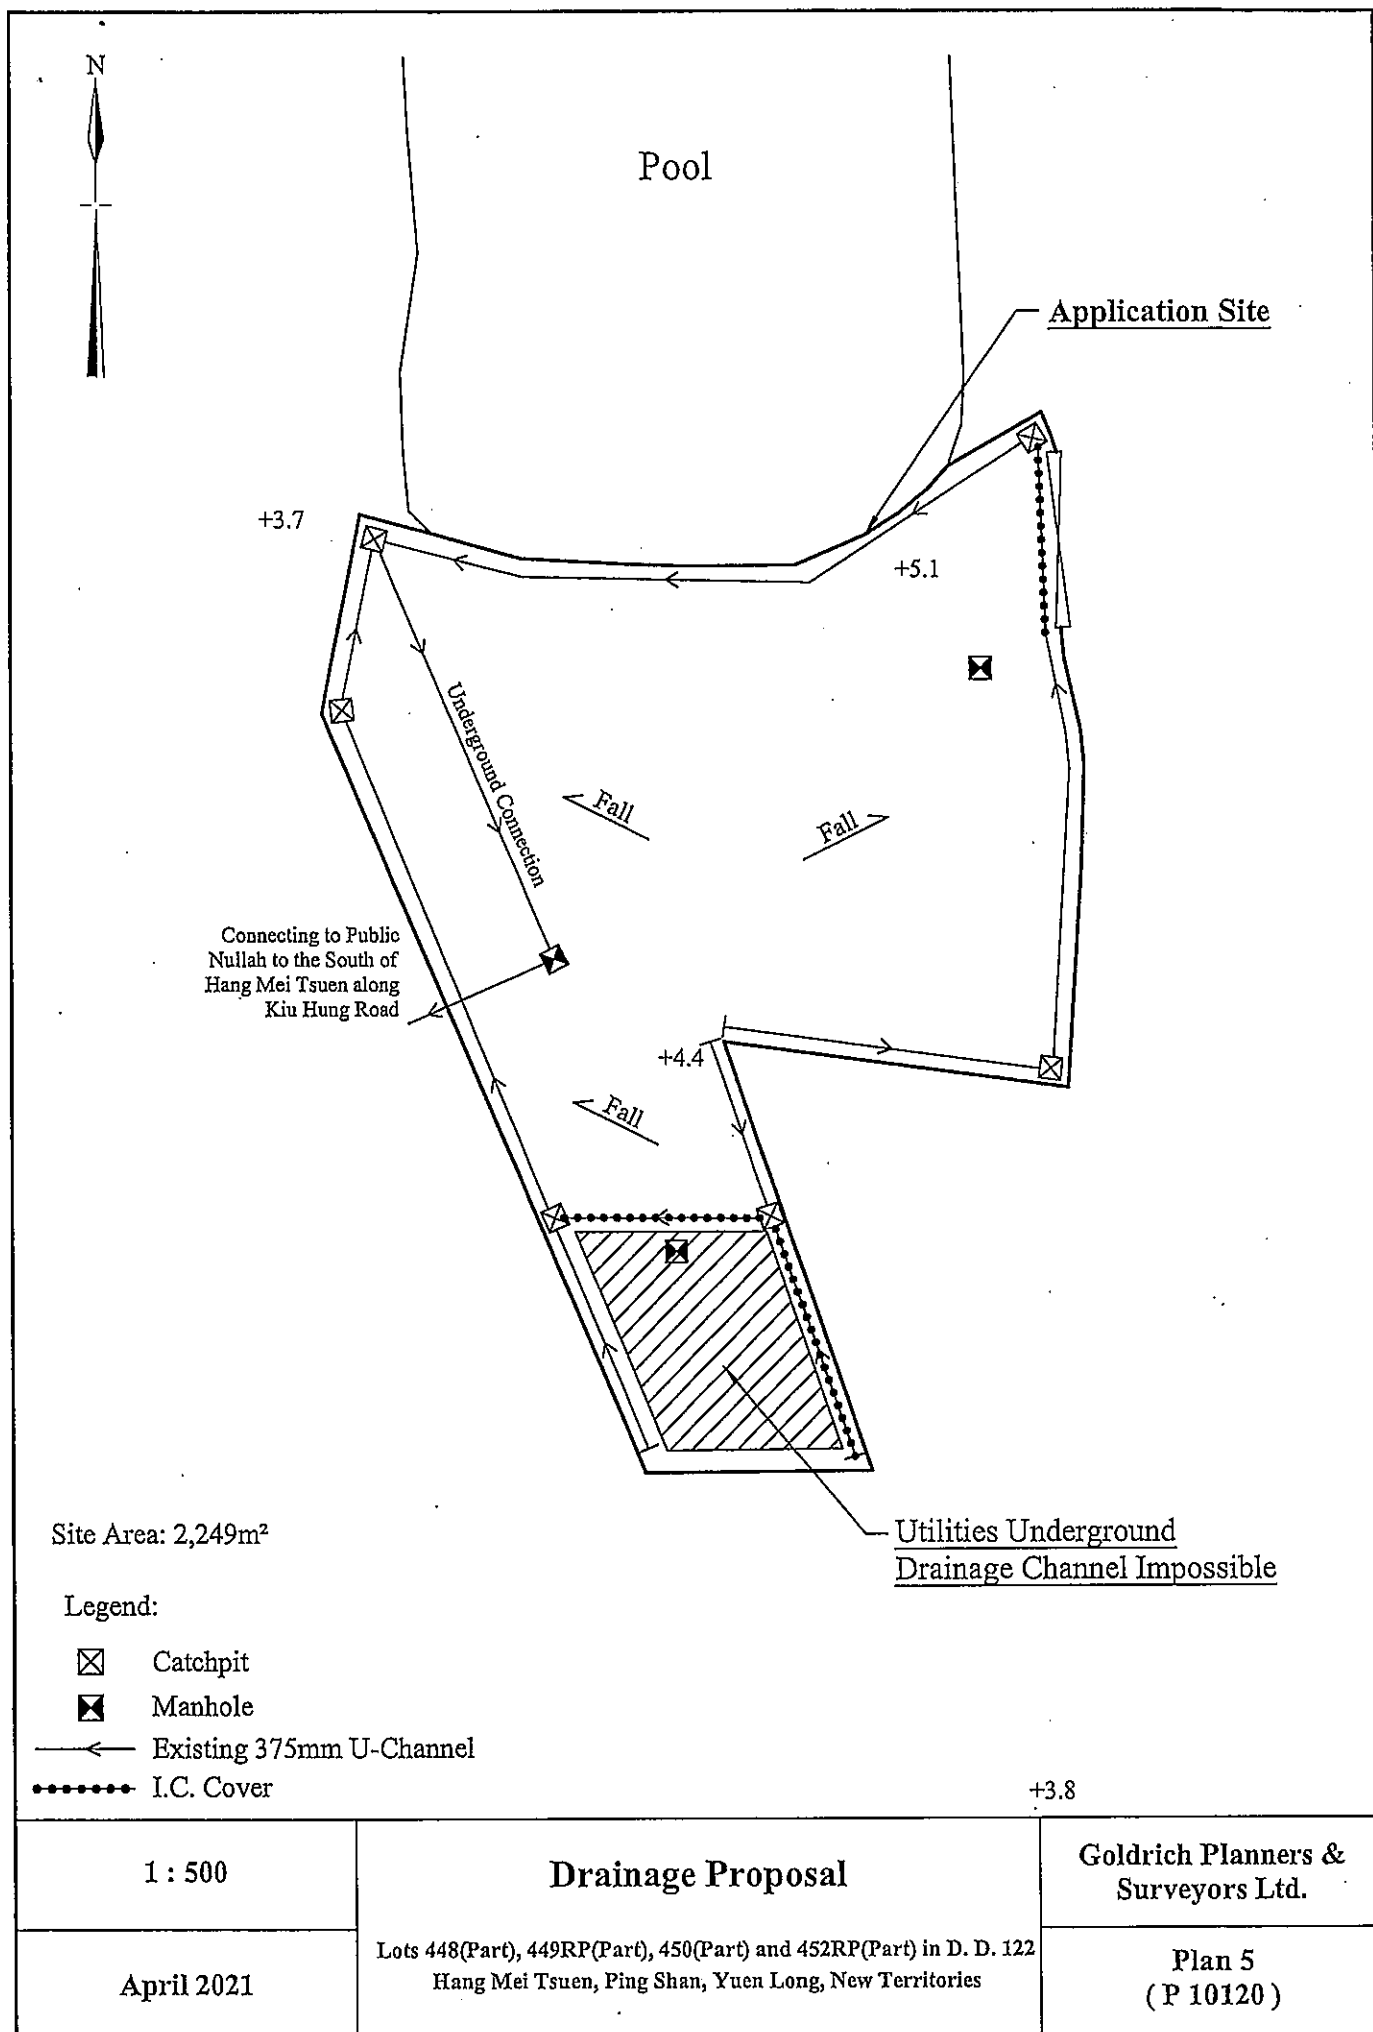 N
Pool
Application Site
+3.7
+5.1
Underground Connection
Fall
Fall
Connecting to Public
Nullah to the South of
Hang Mei Tsuen along
Kiu Hung Road
+4.4
Fall
Utilities Underground
Drainage Channel Impossible
Site Area: 2,249m²
Legend:
Catchpit
Manhole
Existing 375mm U-Channel
I.C. Cover
+3.8
1 : 500
Drainage Proposal
Goldrich Planners &
Surveyors Ltd.
April 2021
Lots 448(Part), 449RP(Part), 450(Part) and 452RP(Part) in D. D. 122
Hang Mei Tsuen, Ping Shan, Yuen Long, New Territories
Plan 5
( P 10120 )